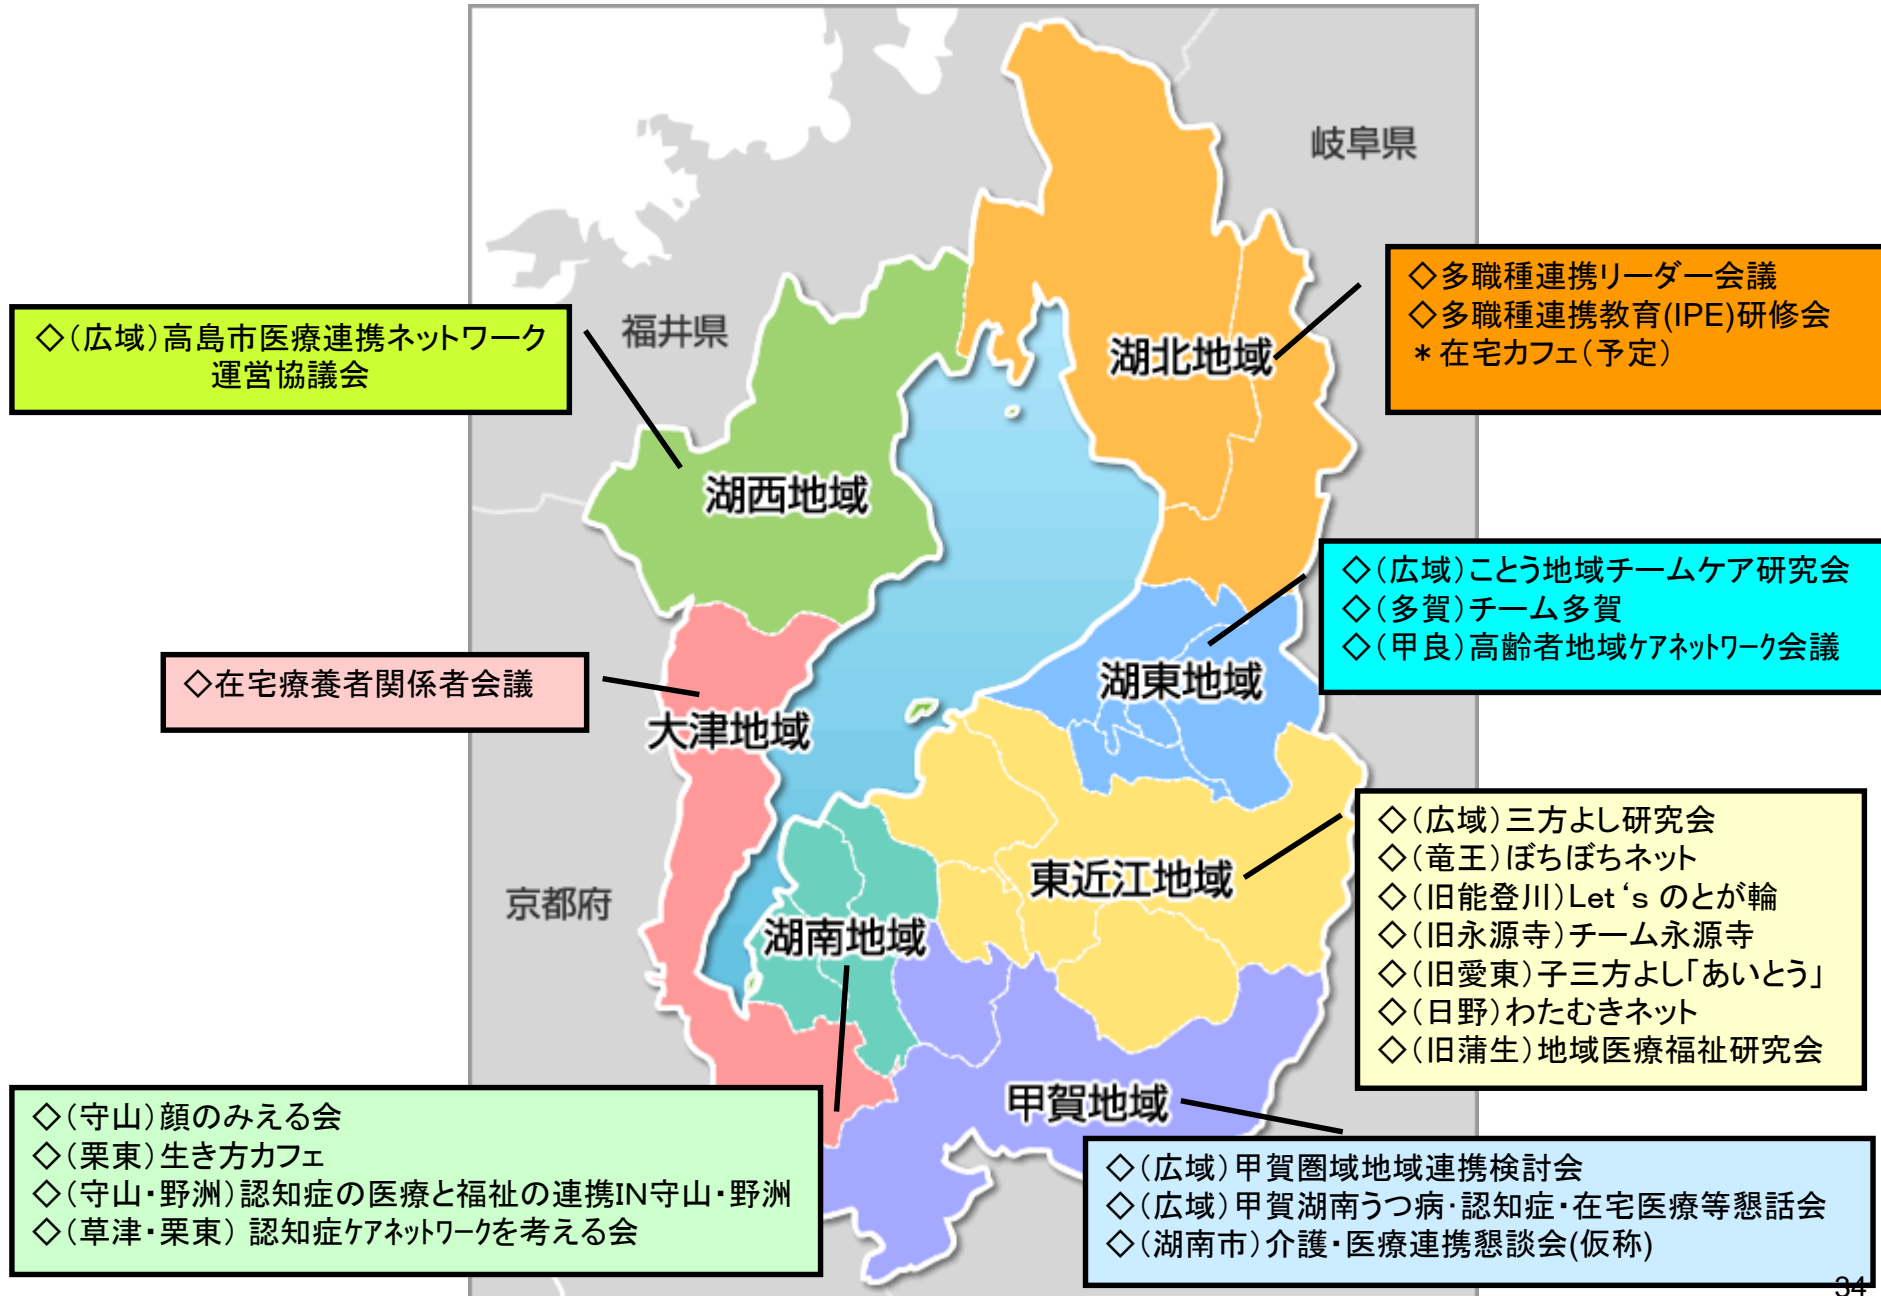 岐阜県
◇多職種連携リーダー会議
◇多職種連携教育(IPE)研修会
＊在宅カフェ（予定）
◇（広域）高島市医療連携ネットワーク
運営協議会
福井県
湖北地域
湖西地域
◇（広域）ことう地域チームケア研究会
◇（多賀）チーム多賀
◇（甲良）高齢者地域ケアネットワーク会議
◇在宅療養者関係者会議
湖東地域
大津地域
◇（広域）三方よし研究会
◇（竜王）ぼちぼちネット
◇（旧能登川）Let‘s のとが輪
◇（旧永源寺）チーム永源寺
◇（旧愛東）子三方よし「あいとう」
◇（日野）わたむきネット
◇（旧蒲生）地域医療福祉研究会
東近江地域
京都府
湖南地域
甲賀地域
◇（守山）顔のみえる会
◇（栗東）生き方カフェ
◇（守山・野洲）認知症の医療と福祉の連携IN守山・野洲
◇（草津・栗東） 認知症ケアネットワークを考える会
◇（広域）甲賀圏域地域連携検討会
◇（広域）甲賀湖南うつ病・認知症・在宅医療等懇話会
◇（湖南市）介護・医療連携懇談会(仮称)
34